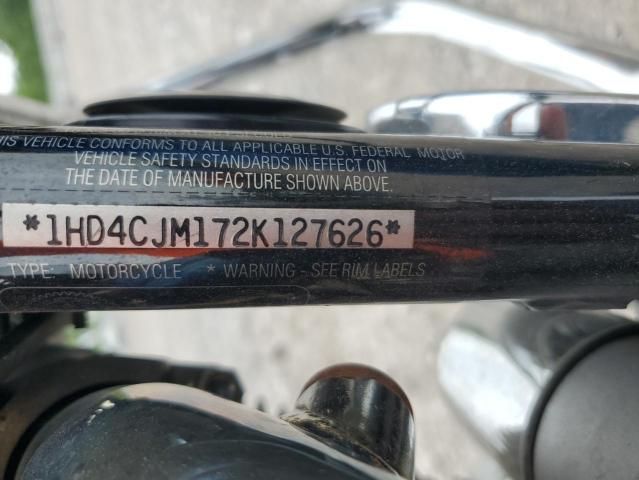 THIS VEHICLE CONFORMS TO ALL APPLICABLE U.S. FEDERAL MOTOR
VEHICLE SAFETY STANDARDS IN EFFECT ON
THE DATE OF MANUFACTURE SHOWN ABOVE.
*1HD4CJM172K127626*
TYPE: MOTORCYCLE * WARNING - SEE RIM LABELS